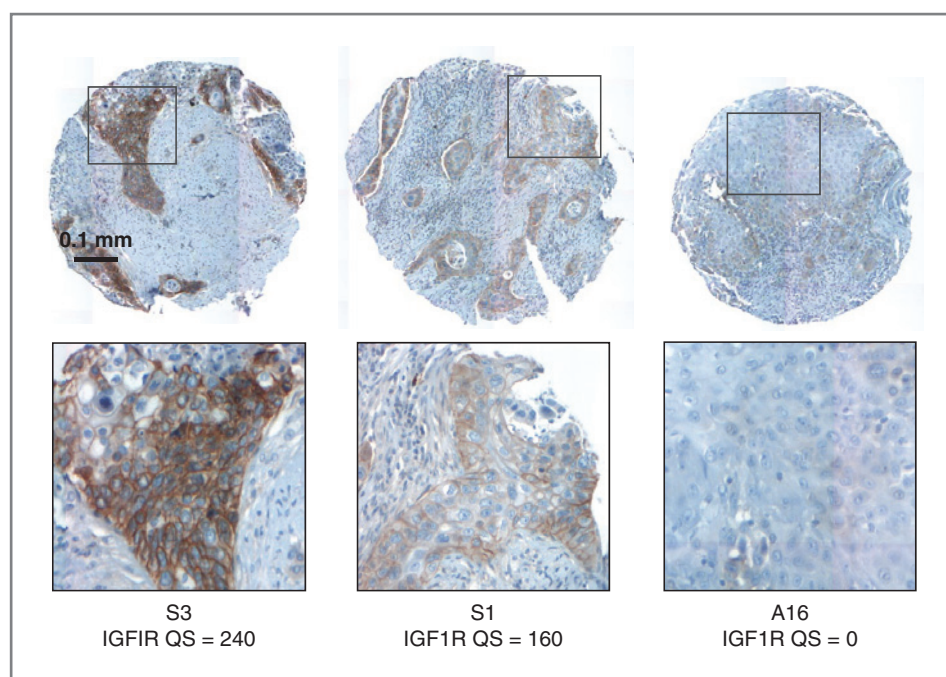 0.1 mm
S3
IGFIR QS = 240
S1
IGF1R QS = 160
A16
IGF1R QS = 0